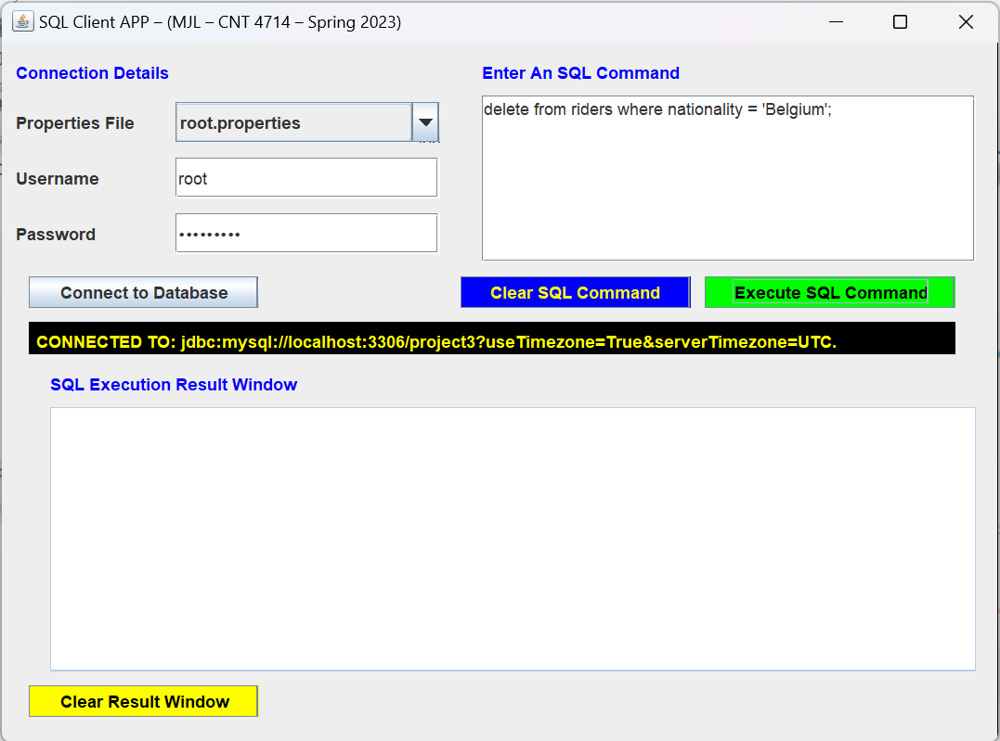 SQL Client APP – (MJL – CNT 4714 – Spring 2023)
Connection Details
Enter An SQL Command
Properties File
root.properties
delete from riders where nationality = 'Belgium';
Username
root
Password
•••••••••
Connect to Database
Clear SQL Command
Execute SQL Command
CONNECTED TO: jdbc:mysql://localhost:3306/project3?useTimezone=True&serverTimezone=UTC.
SQL Execution Result Window
Clear Result Window